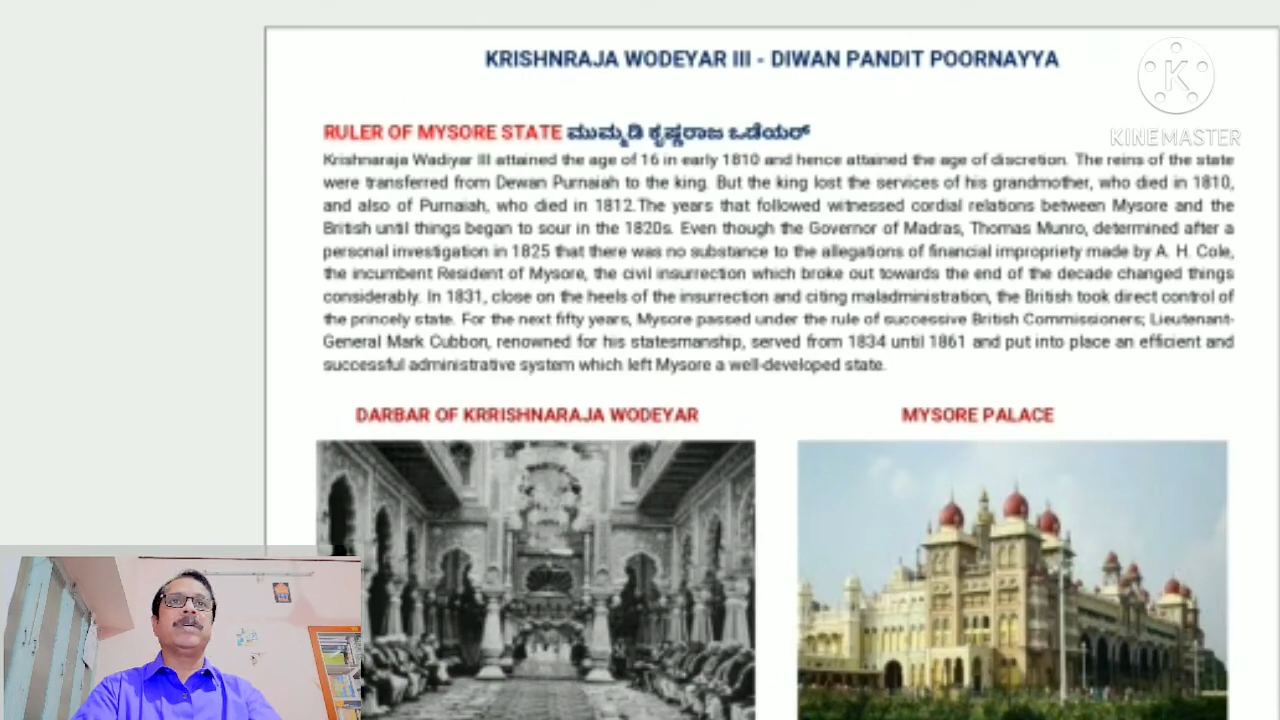 KRISHNRAJA WODEYAR III - DIWAN PANDIT POORNAYYA
K
KINEMASTER
RULER OF MYSORE STATE ಮುಮ್ಮಡಿ ಕೃಷ್ಣರಾಜ ಒಡೆಯರ್
Krishnaraja Wadiyar III attained the age of 16 in early 1810 and hence attained the age of discretion. The reins of the state
were transferred from Dewan Purnaiah to the king. But the king lost the services of his grandmother, who died in 1810,
and also of Purnaiah, who died in 1812.The years that followed witnessed cordial relations between Mysore and the
British until things began to sour in the 1820s. Even though the Governor of Madras, Thomas Munro, determined after a
personal investigation in 1825 that there was no substance to the allegations of financial impropriety made by A. H. Cole,
the incumbent Resident of Mysore, the civil insurrection which broke out towards the end of the decade changed things
considerably. In 1831, close on the heels of the insurrection and citing maladministration, the British took direct control of
the princely state. For the next fifty years, Mysore passed under the rule of successive British Commissioners; Lieutenant-
General Mark Cubbon, renowned for his statesmanship, served from 1834 until 1861 and put into place an efficient and
successful administrative system which left Mysore a well-developed state.
DARBAR OF KRRISHNARAJA WODEYAR
MYSORE PALACE